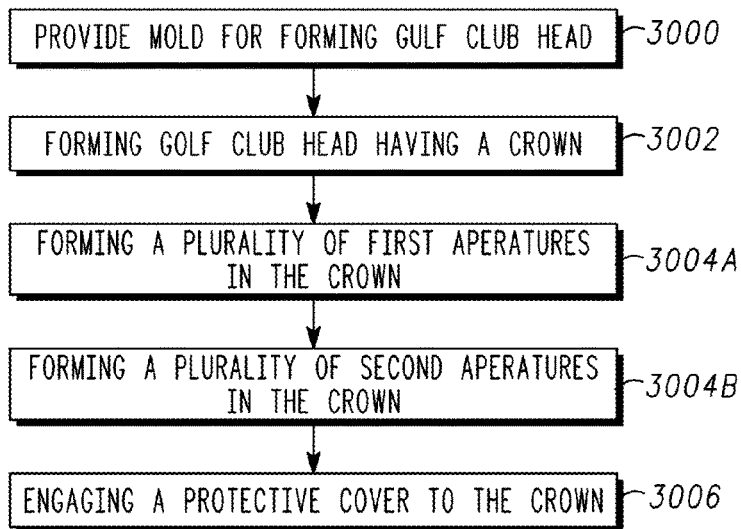 PROVIDE MOLD FOR FORMING GULF CLUB HEAD 3000
FORMING GOLF CLUB HEAD HAVING A CROWN 3002
FORMING A PLURALITY OF FIRST APERATURES
IN THE CROWN
3004A
FORMING A PLURALITY OF SECOND APERATURES
IN THE CROWN
3004B
ENGAGING A PROTECTIVE COVER TO THE CROWN 3006